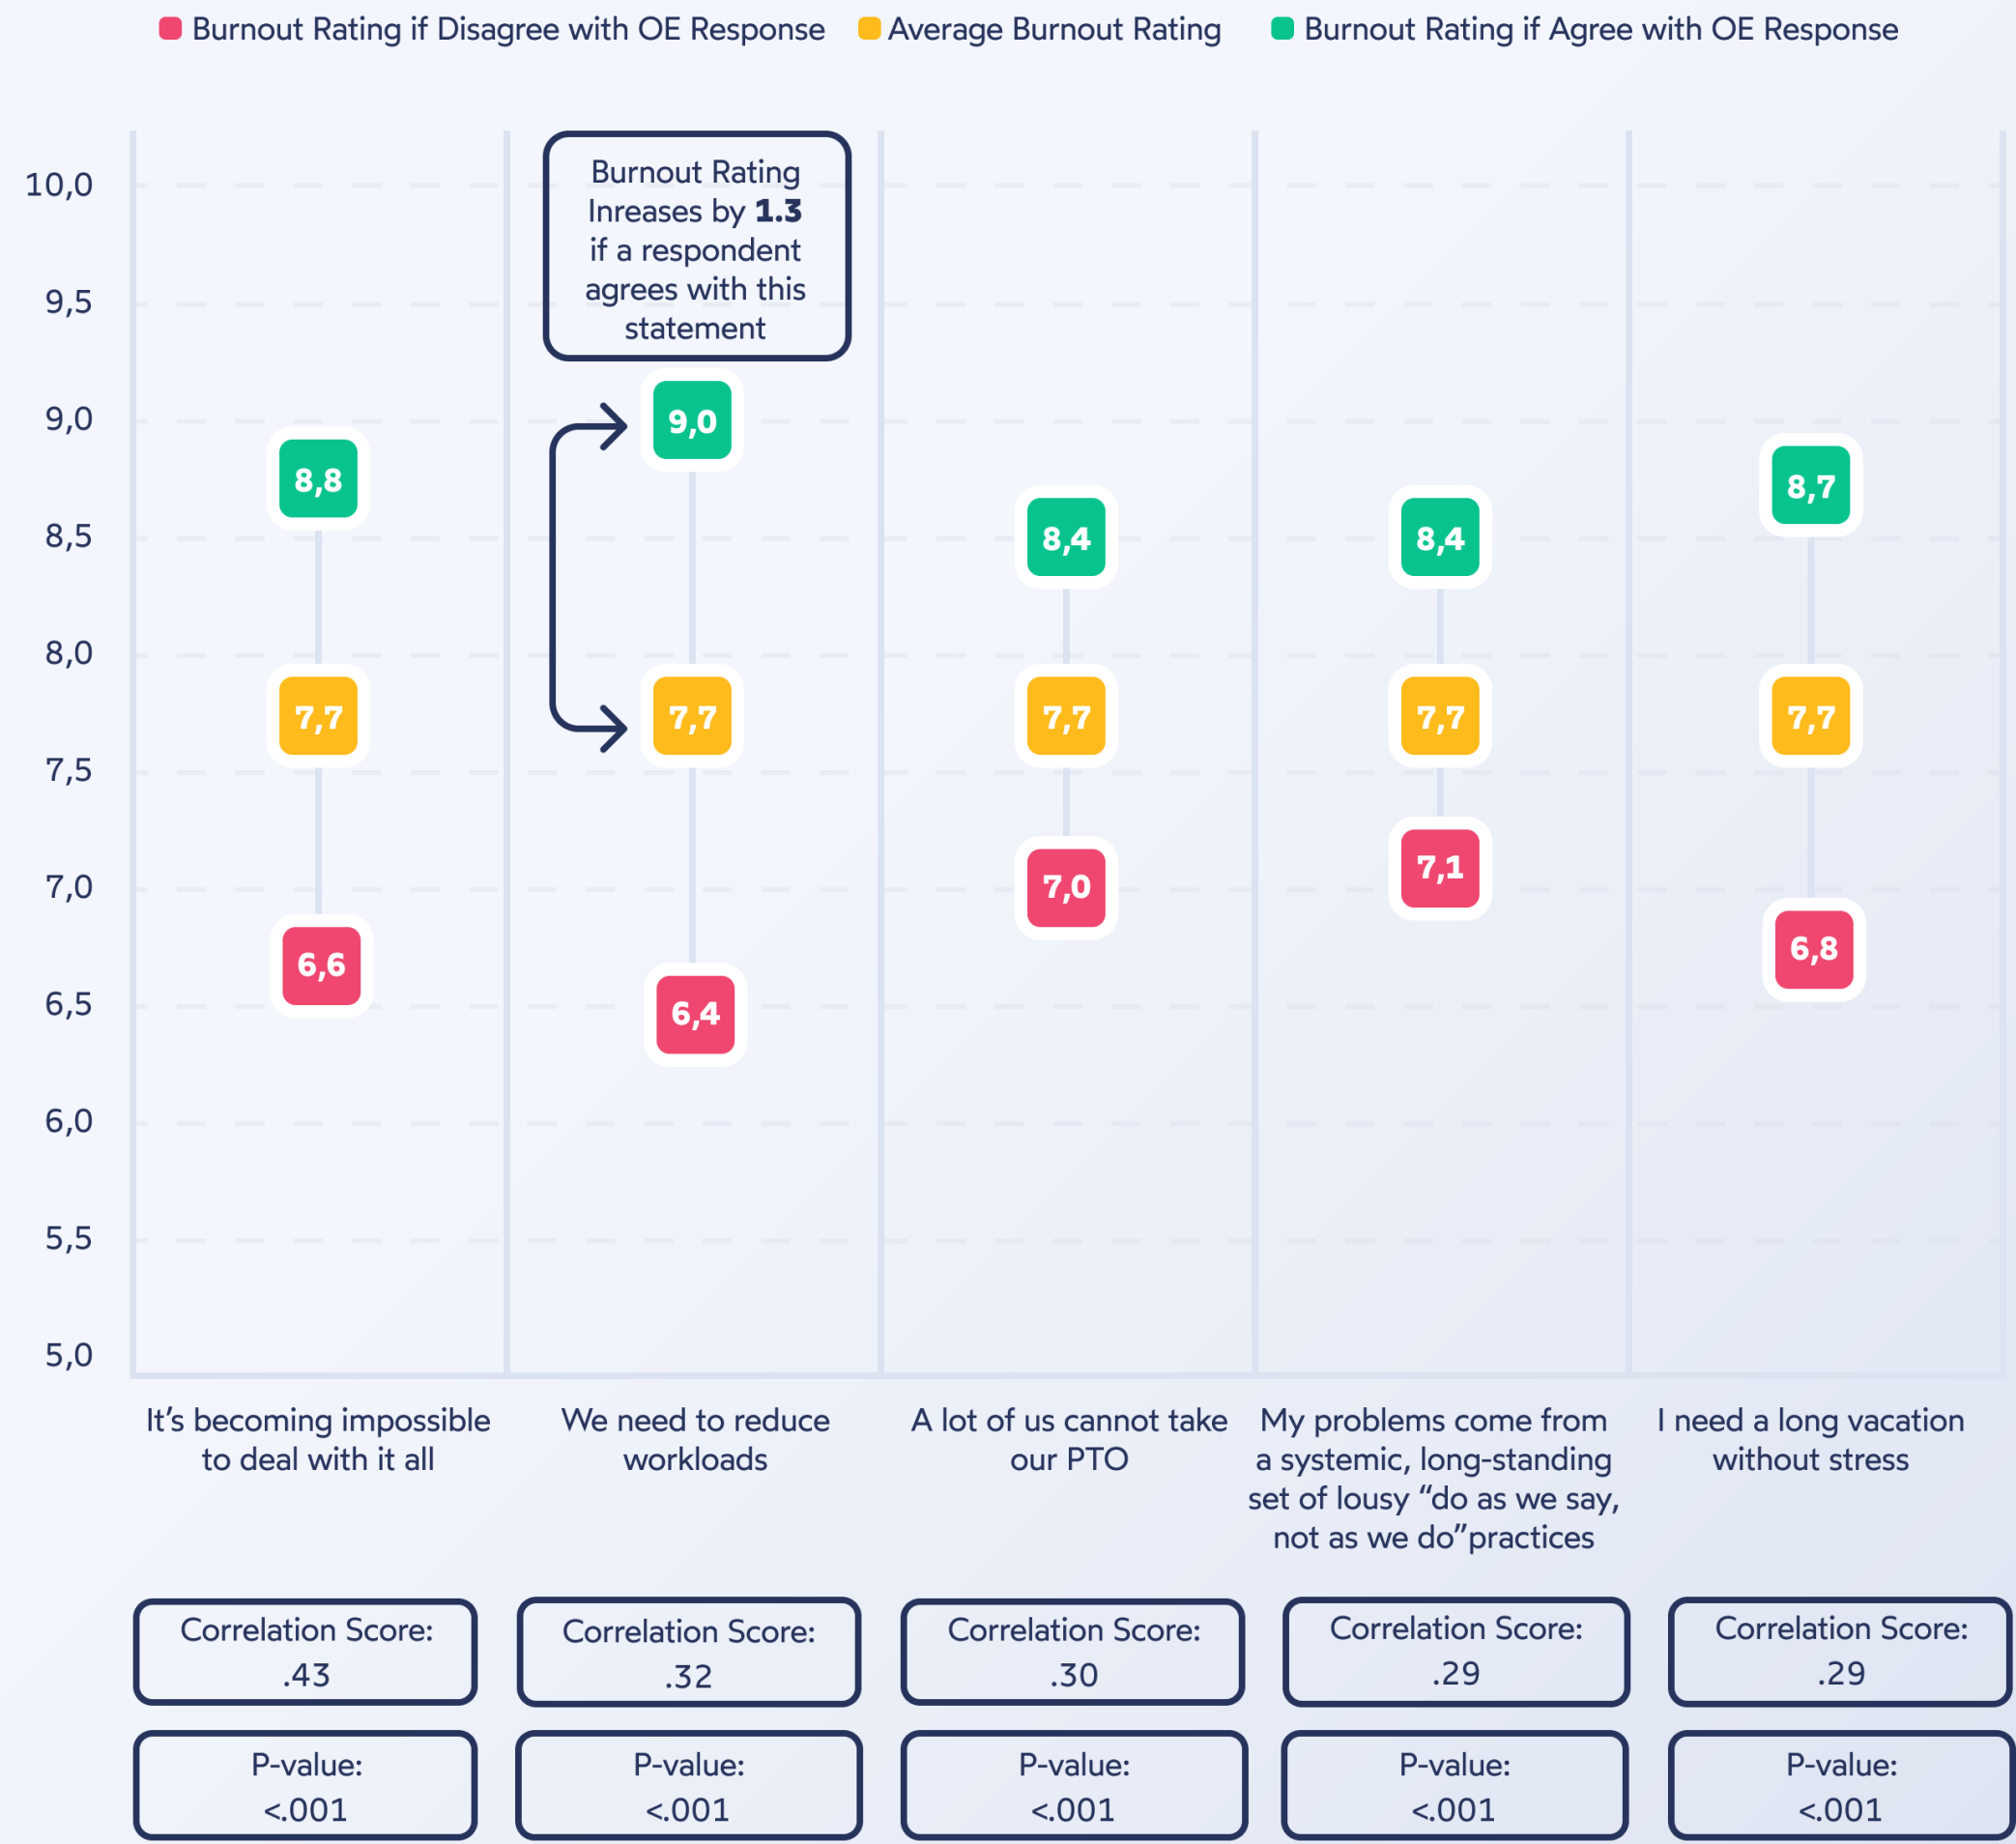 Burnout Rating if Disagree with OE Response
Average Burnout Rating
Burnout Rating if Agree with OE Response
10,0
9,5
9,0
8,5
8,0
7,5
7,0
6,5
6,0
5,5
5,0
Burnout Rating
Inreases by 1.3
if a respondent
agrees with this
statement
8,8
7,7
6,6
9,0
7,7
6,4
8,4
7,7
7,0
8,4
7,7
7,1
8,7
7,7
6,8
It’s becoming impossible
to deal with it all
We need to reduce
workloads
A lot of us cannot take
our PTO
My problems come from
a systemic, long-standing
set of lousy “do as we say,
not as we do”practices
I need a long vacation
without stress
Correlation Score:
.43
Correlation Score:
.32
Correlation Score:
.30
Correlation Score:
.29
Correlation Score:
.29
P-value:
<.001
P-value:
<.001
P-value:
<.001
P-value:
<.001
P-value:
<.001